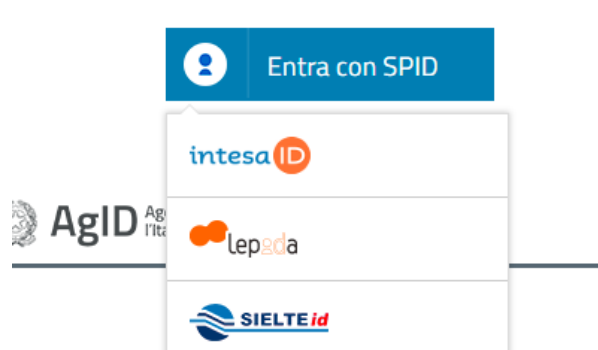 Entra con SPID
intesa ID
AgID
lepida
SIELTE id